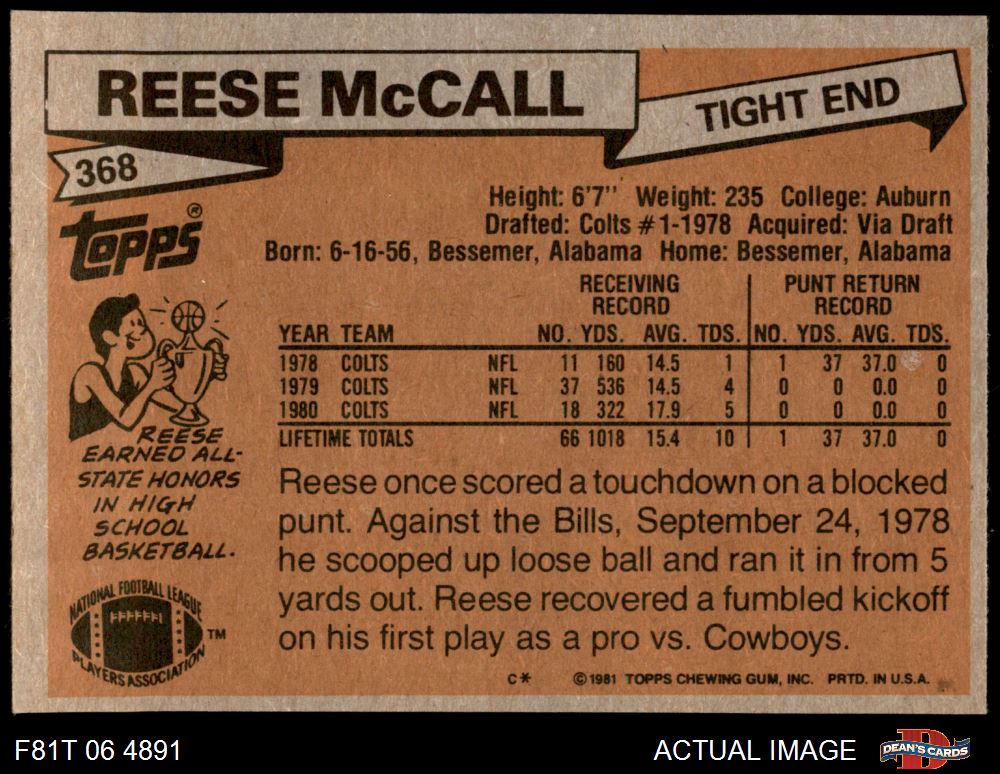 REESE McCALL
TIGHT END
368
TOPPS®
Height: 6'7" Weight: 235 College: Auburn
Drafted: Colts #1-1978 Acquired: Via Draft
Born: 6-16-56, Bessemer, Alabama Home: Bessemer, Alabama
RECEIVING RECORD PUNT RETURN RECORD
YEAR TEAM NO. YDS. AVG. TDS. NO. YDS. AVG. TDS.
1978 COLTS NFL 11 160 14.5 1 1 37 37.0 0
1979 COLTS NFL 37 536 14.5 4 0 0 0.0 0
1980 COLTS NFL 18 322 17.9 5 0 0 0.0 0
LIFETIME TOTALS 66 1018 15.4 10 1 37 37.0 0
REESE
EARNED ALL-
STATE HONORS
IN HIGH
SCHOOL
BASKETBALL.
Reese once scored a touchdown on a blocked
punt. Against the Bills, September 24, 1978
he scooped up loose ball and ran it in from 5
yards out. Reese recovered a fumbled kickoff
on his first play as a pro vs. Cowboys.
NATIONAL FOOTBALL LEAGUE
PLAYERS ASSOCIATION
TM
C* ©1981 TOPPS CHEWING GUM, INC. PRTD. IN U.S.A.
F81T 06 4891 ACTUAL IMAGE DEAN'S CARDS